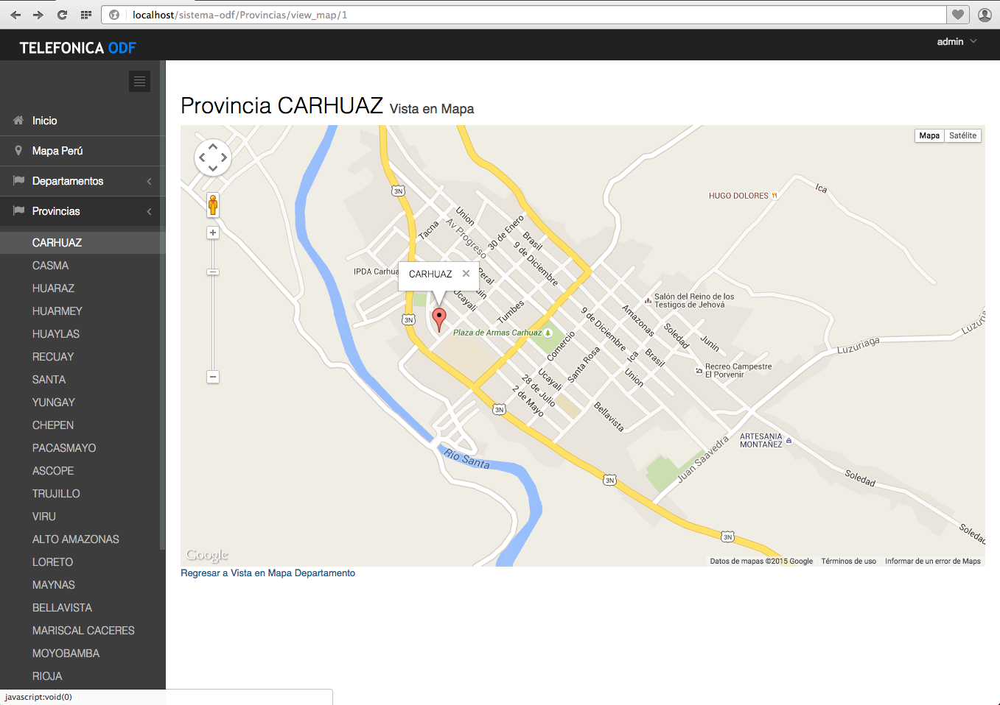 localhost/sistema-odf/Provincias/view_map/1
TELEFONICA ODF
admin
Inicio
Mapa Perú
Departamentos
Provincias
CARHUAZ
CASMA
HUARAZ
HUARMEY
HUAYLAS
RECUAY
SANTA
YUNGAY
CHEPEN
PACASMAYO
ASCOPE
TRUJILLO
VIRU
ALTO AMAZONAS
LORETO
MAYNAS
BELLAVISTA
MARISCAL CACERES
MOYOBAMBA
RIOJA
javascript:void(0)
Provincia CARHUAZ Vista en Mapa
Mapa
Satélite
Ica
HUGO DOLORES
3N
Union
Tacna
Av Progreso
30 de Enero
Brasil
9 de Diciembre
IPDA Carhua
CARHUAZ
Ucayali
Tumbes
3N
Plaza de Armas Carhuaz
Salón del Reino de los
Testigos de Jehová
Amazonas
9 de Diciembre
Soledad
Junin
Luzuriaga
Comercio
Santa Rosa
Ica
Brasil
Union
Recreo Campestre
El Porvenir
Ucayali
28 de Julio
2 de Mayo
3N
Bellavista
ARTESANIA
MONTAÑEZ
Juan Saavedra
Río Santa
3N
Soledad
Soledad
3N
Google
Datos de mapas ©2015 Google
Términos de uso
Informar de un error de Maps
Regresar a Vista en Mapa Departamento